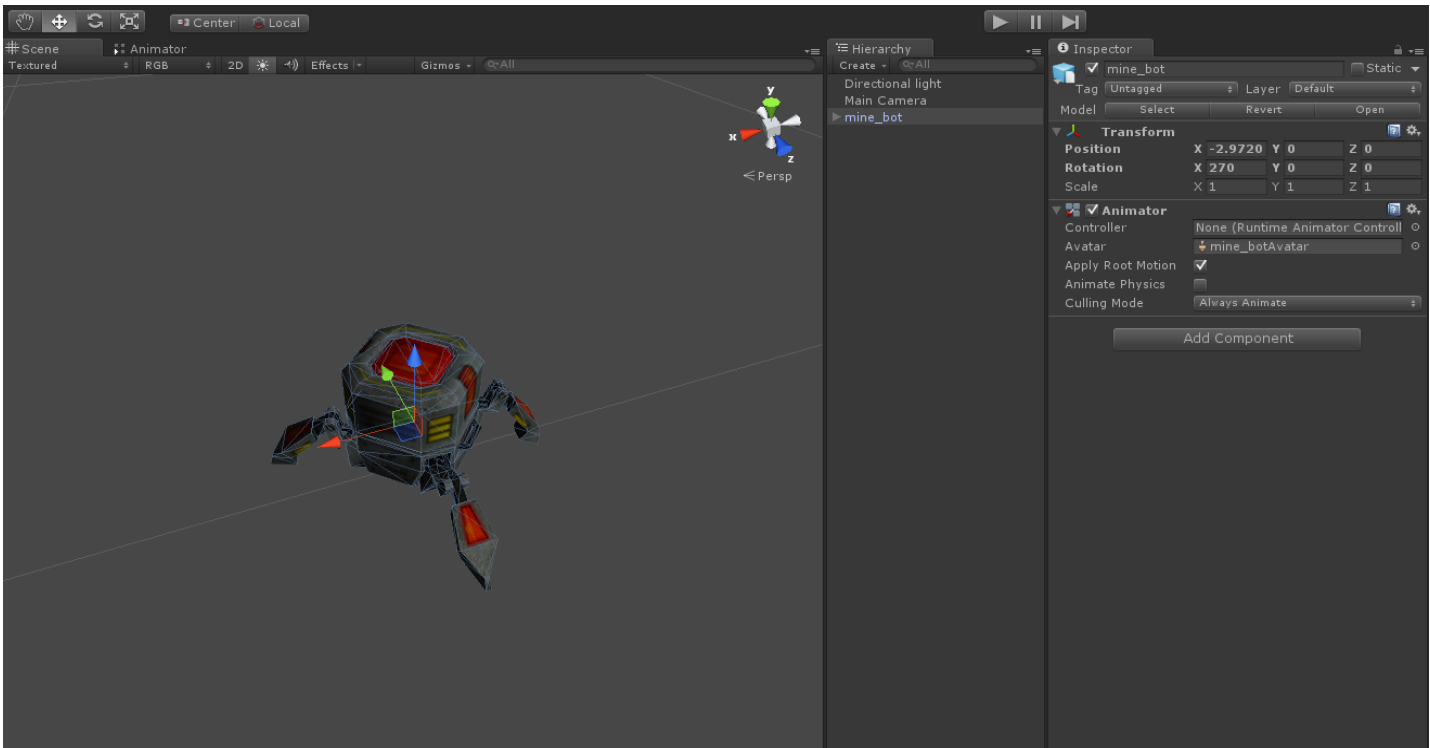 Center Local
Scene Animator
Textured RGB 2D Effects Gizmos All
y
x
z
Persp
Hierarchy
Create All
Directional light
Main Camera
mine_bot
Inspector
mine_bot Static
Tag Untagged Layer Default
Model Select Revert Open
Transform
Position X -2.9720 Y 0 Z 0
Rotation X 270 Y 0 Z 0
Scale X 1 Y 1 Z 1
Animator
Controller None (Runtime Animator Controll
Avatar mine_botAvatar
Apply Root Motion
Animate Physics
Culling Mode Always Animate
Add Component